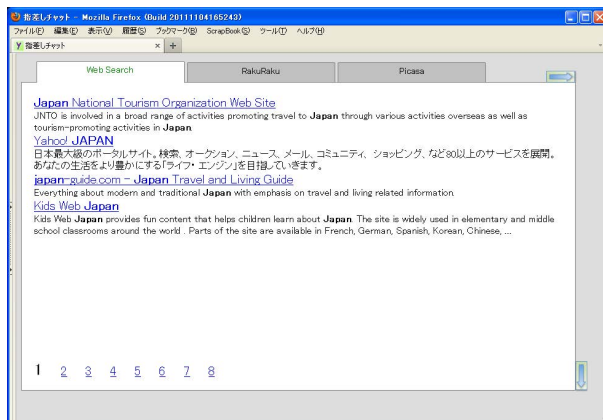 指差しチャット - Mozilla Firefox (Build 20111104165243)
ファイル(F) 編集(E) 表示(V) 履歴(S) ブックマーク(B) ScrapBook(S) ツール(T) ヘルプ(H)
指差しチャット × +
Web Search RakuRaku Picasa
Japan National Tourism Organization Web Site
JNTO is involved in a broad range of activities promoting travel to Japan through various activities overseas as well as
tourism-promoting activities in Japan.
Yahoo! JAPAN
日本最大級のポータルサイト。検索、オークション、ニュース、メール、コミュニティ、ショッピング、など80以上のサービスを展開。
あなたの生活をより豊かにする「ライフ・エンジン」を目指していきます。
japan-guide.com - Japan Travel and Living Guide
Everything about modern and traditional Japan with emphasis on travel and living related information.
Kids Web Japan
Kids Web Japan provides fun content that helps children learn about Japan. The site is widely used in elementary and middle
school classrooms around the world . Parts of the site are available in French, German, Spanish, Korean, Chinese, ...
1 2 3 4 5 6 7 8